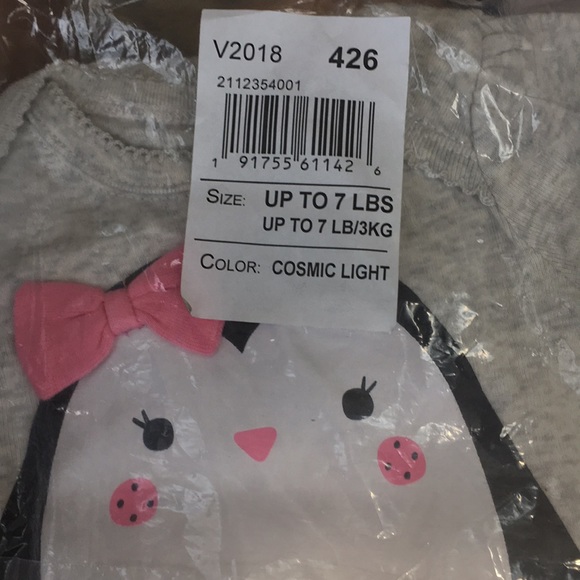 V2018 426
2112354001
1 91755 61142 6
SIZE: UP TO 7 LBS
UP TO 7 LB/3KG
COLOR: COSMIC LIGHT